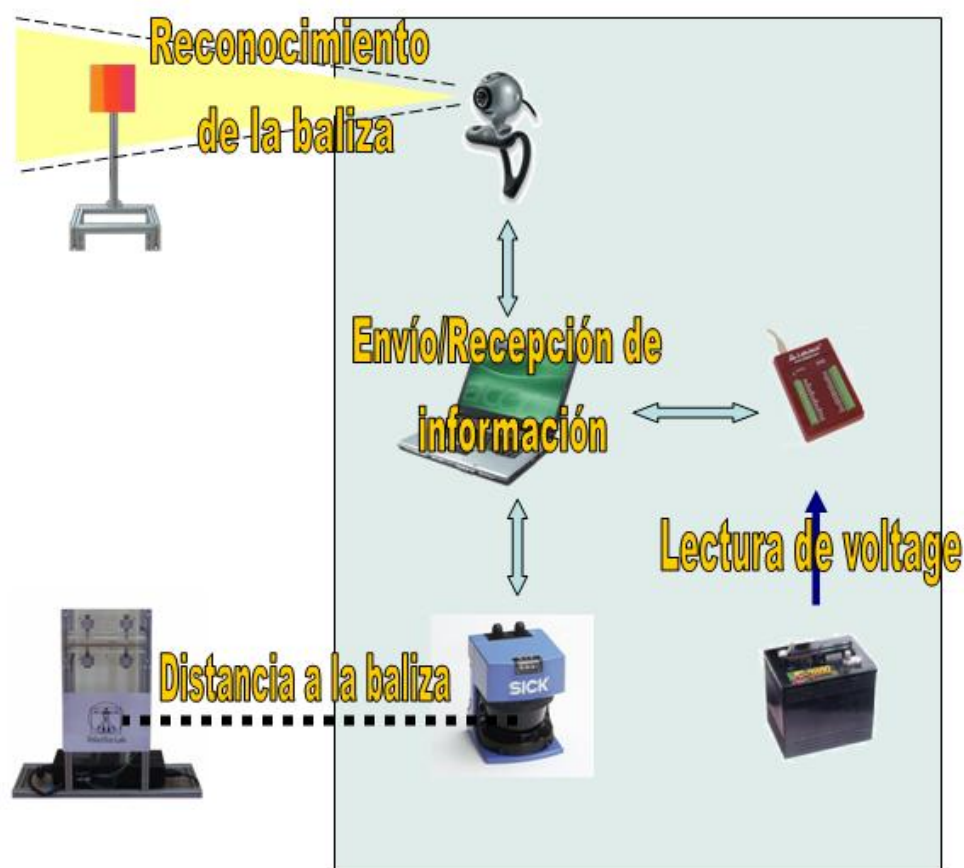 Reconocimiento
de la baliza
Envío/Recepción de
información
Lectura de voltage
Distancia a la baliza
SICK